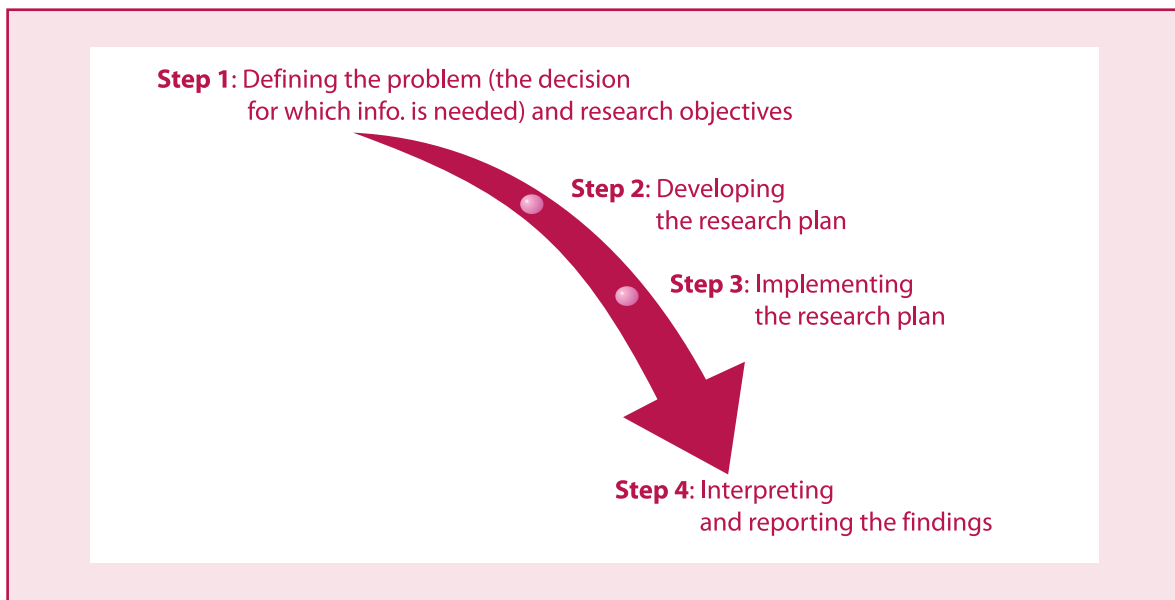 Step 1: Defining the problem (the decision
for which info. is needed) and research objectives
Step 2: Developing
the research plan
Step 3: Implementing
the research plan
Step 4: Interpreting
and reporting the findings